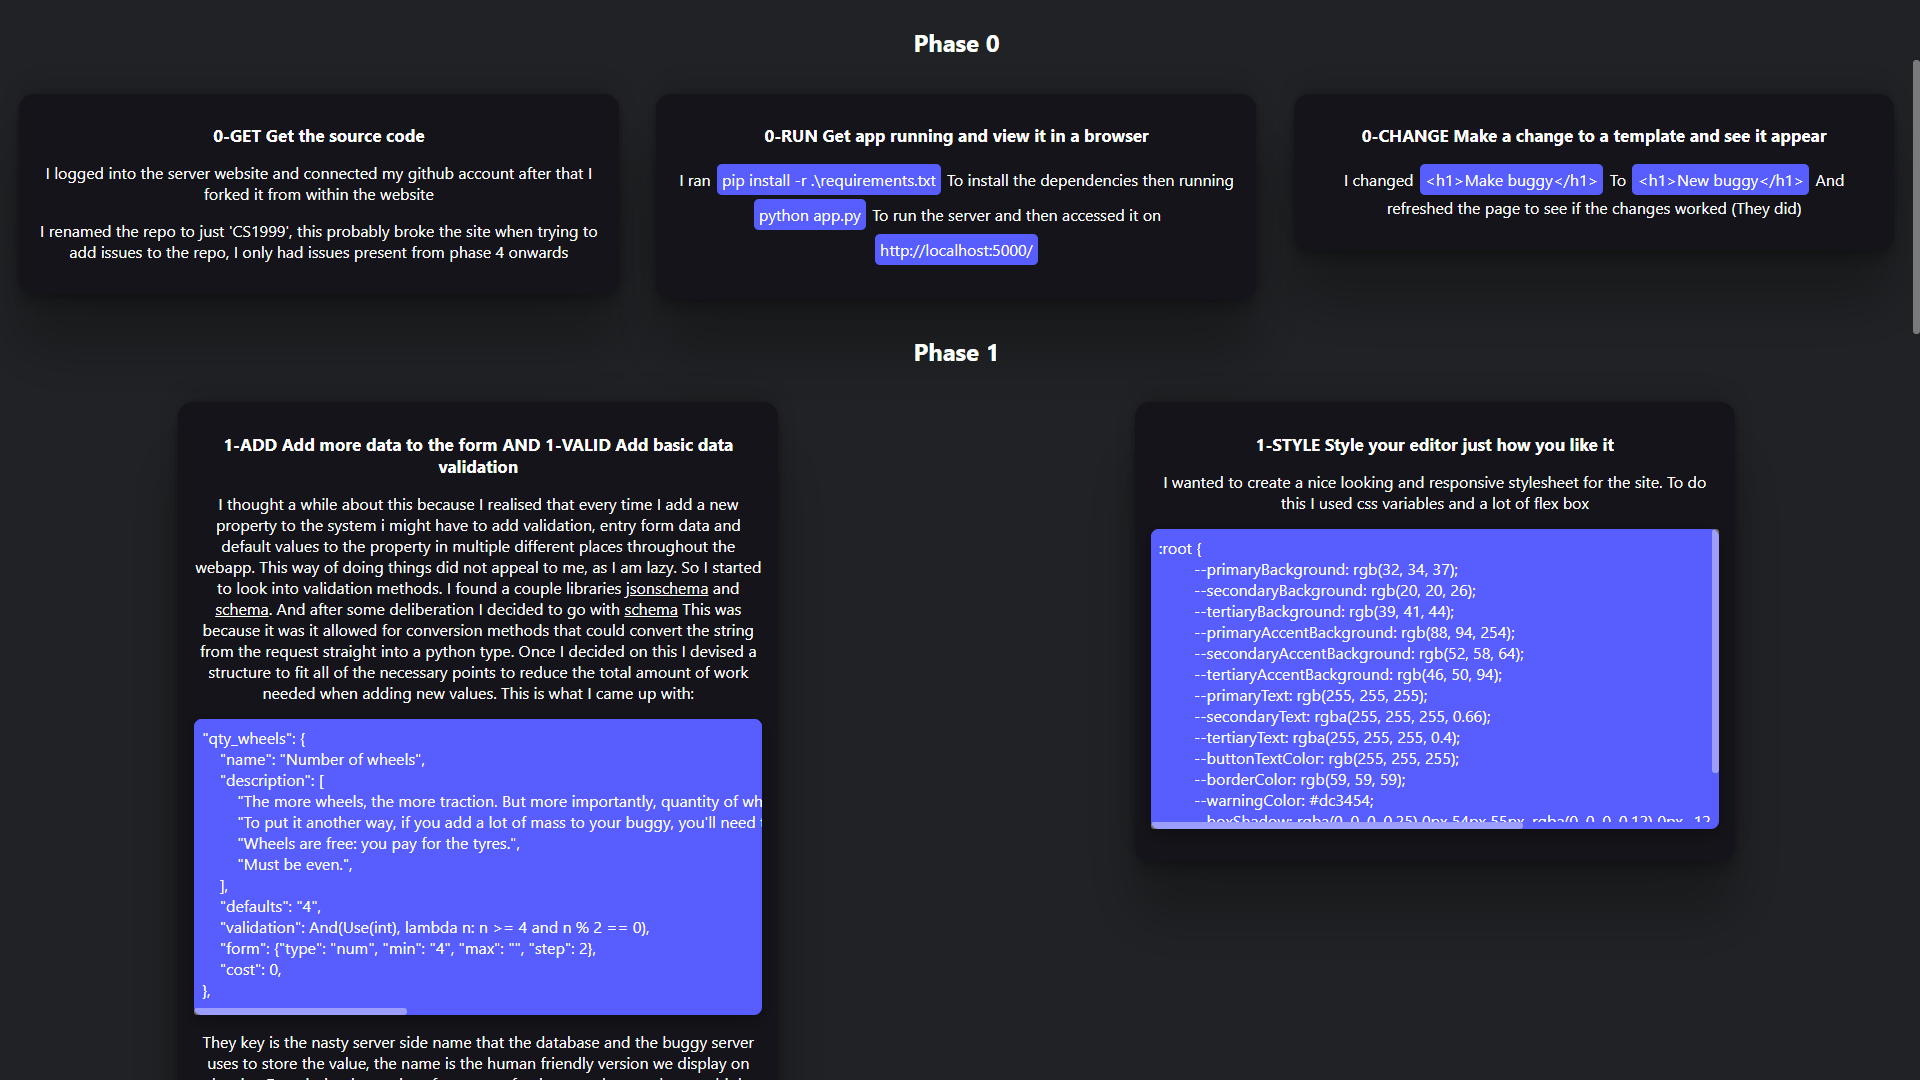 Phase 0
0-GET Get the source code
I logged into the server website and connected my github account after that I
forked it from within the website
I renamed the repo to just 'CS1999', this probably broke the site when trying to
add issues to the repo, I only had issues present from phase 4 onwards
0-RUN Get app running and view it in a browser
I ran pip install -r .\requirements.txt To install the dependencies then running
python app.py To run the server and then accessed it on
http://localhost:5000/
0-CHANGE Make a change to a template and see it appear
I changed <h1>Make buggy</h1> To <h1>New buggy</h1> And
refreshed the page to see if the changes worked (They did)
Phase 1
1-ADD Add more data to the form AND 1-VALID Add basic data
validation
I thought a while about this because I realised that every time I add a new
property to the system i might have to add validation, entry form data and
default values to the property in multiple different places throughout the
webapp. This way of doing things did not appeal to me, as I am lazy. So I started
to look into validation methods. I found a couple libraries jsonschema and
schema. And after some deliberation I decided to go with schema This was
because it was it allowed for conversion methods that could convert the string
from the request straight into a python type. Once I decided on this I devised a
structure to fit all of the necessary points to reduce the total amount of work
needed when adding new values. This is what I came up with:
"qty_wheels": {
"name": "Number of wheels",
"description": [
"The more wheels, the more traction. But more importantly, quantity of wh
"To put it another way, if you add a lot of mass to your buggy, you'll need
"Wheels are free: you pay for the tyres.",
"Must be even.",
],
"defaults": "4",
"validation": And(Use(int), lambda n: n >= 4 and n % 2 == 0),
"form": {"type": "num", "min": "4", "max": "", "step": 2},
"cost": 0,
},
They key is the nasty server side name that the database and the buggy server
uses to store the value, the name is the human friendly version we display on
1-STYLE Style your editor just how you like it
I wanted to create a nice looking and responsive stylesheet for the site. To do
this I used css variables and a lot of flex box
:root {
--primaryBackground: rgb(32, 34, 37);
--secondaryBackground: rgb(20, 20, 26);
--tertiaryBackground: rgb(39, 41, 44);
--primaryAccentBackground: rgb(88, 94, 254);
--secondaryAccentBackground: rgb(52, 58, 64);
--tertiaryAccentBackground: rgb(46, 50, 94);
--primaryText: rgb(255, 255, 255);
--secondaryText: rgba(255, 255, 255, 0.66);
--tertiaryText: rgba(255, 255, 255, 0.4);
--buttonTextColor: rgb(255, 255, 255);
--borderColor: rgb(59, 59, 59);
--warningColor: #dc3454;
--boxShadow: rgba(0, 0, 0, 0.25) 0px 54px 55px, rgba(0, 0, 0, 0.12) 0px -12